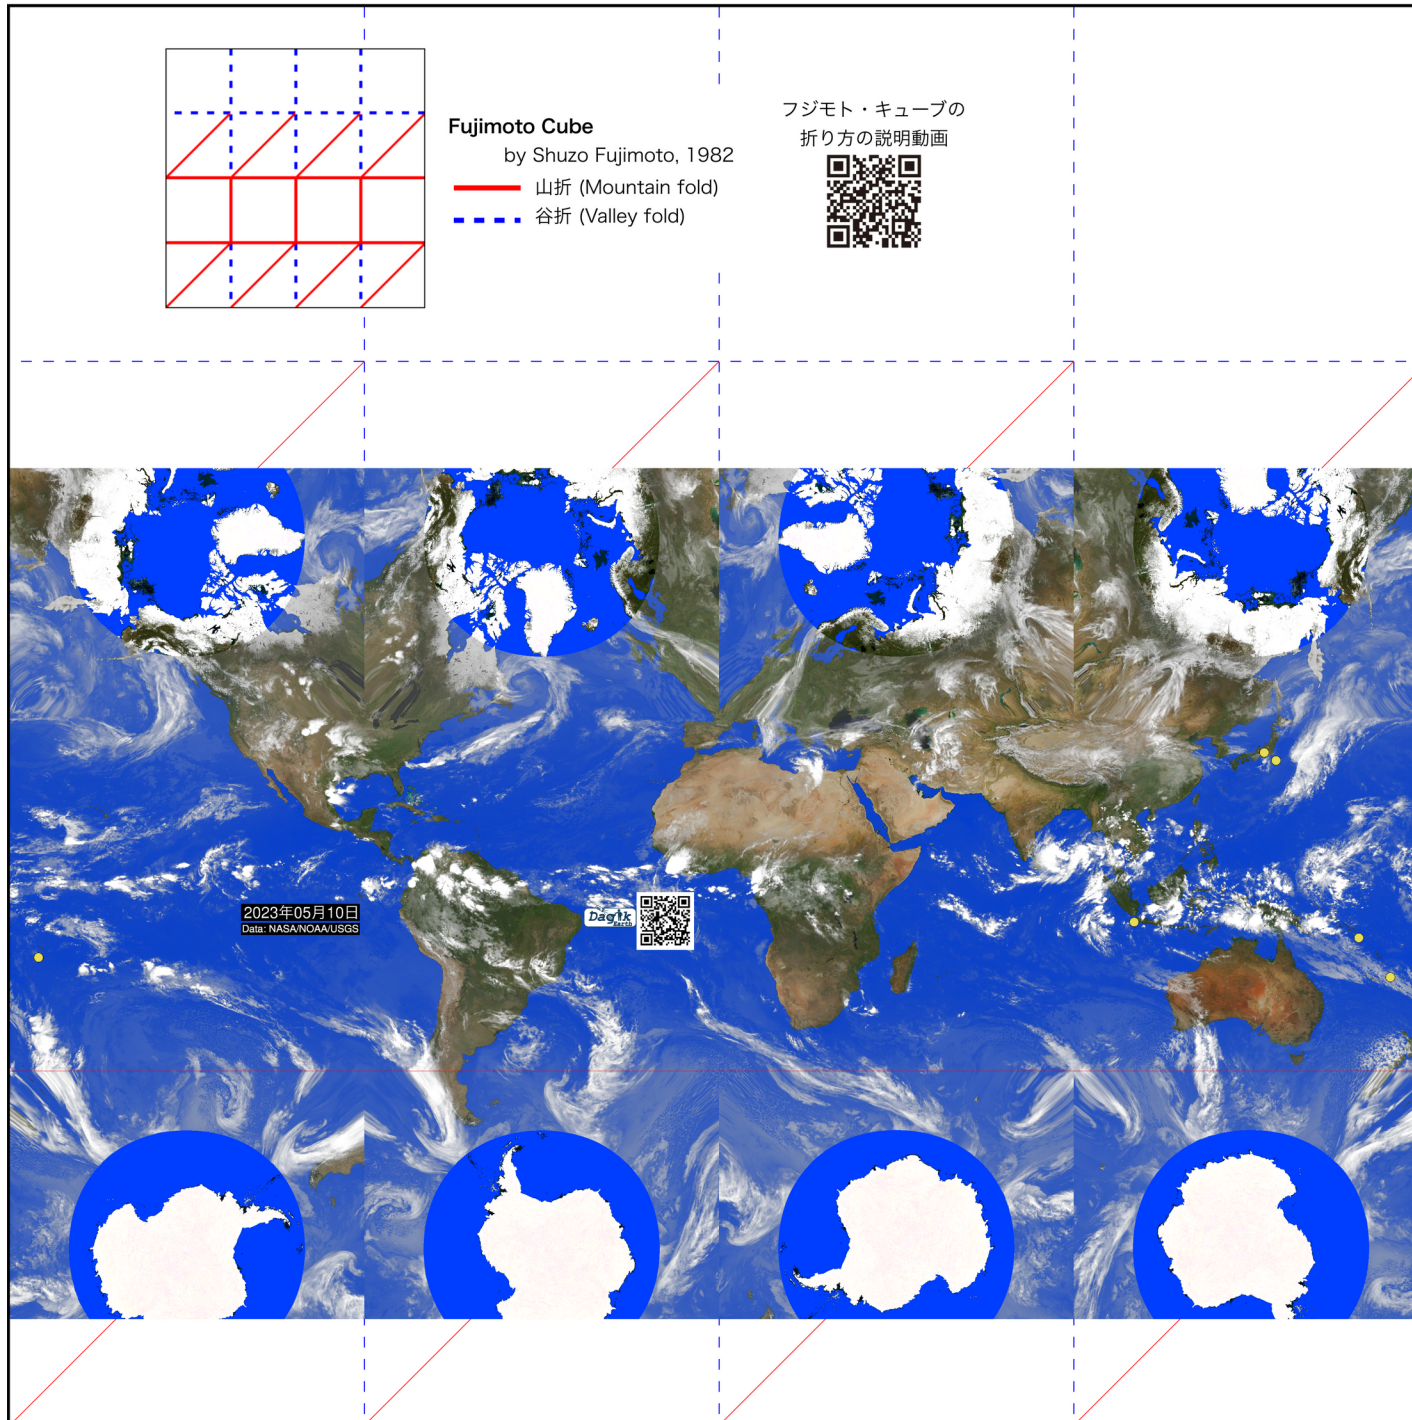 フジモト・キューブの
折り方の説明動画
Fujimoto Cube
by Shuzo Fujimoto, 1982
山折 (Mountain fold)
谷折 (Valley fold)
2023年05月10日
Data: NASA/NOAA/USGS
Dagik
Earth